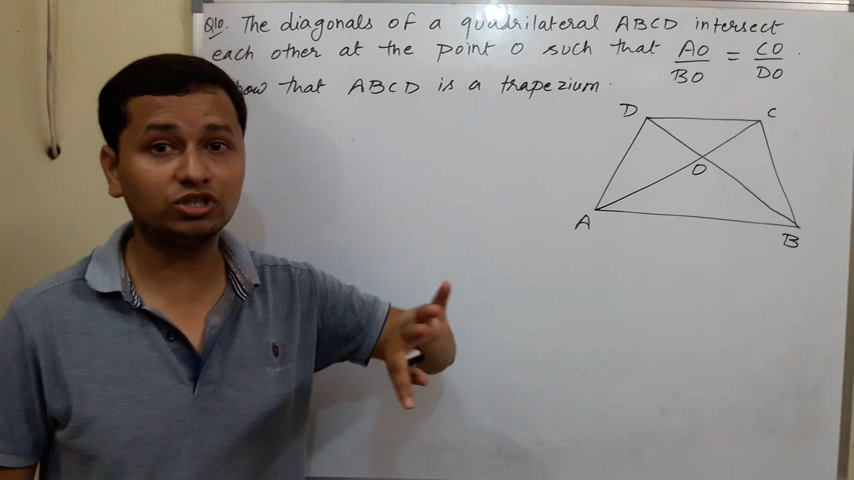 Q10. The diagonals of a quadrilateral ABCD intersect
each other at the point O such that AO/BO = CO/DO.
that ABCD is a trapezium.
D C
O
A
B